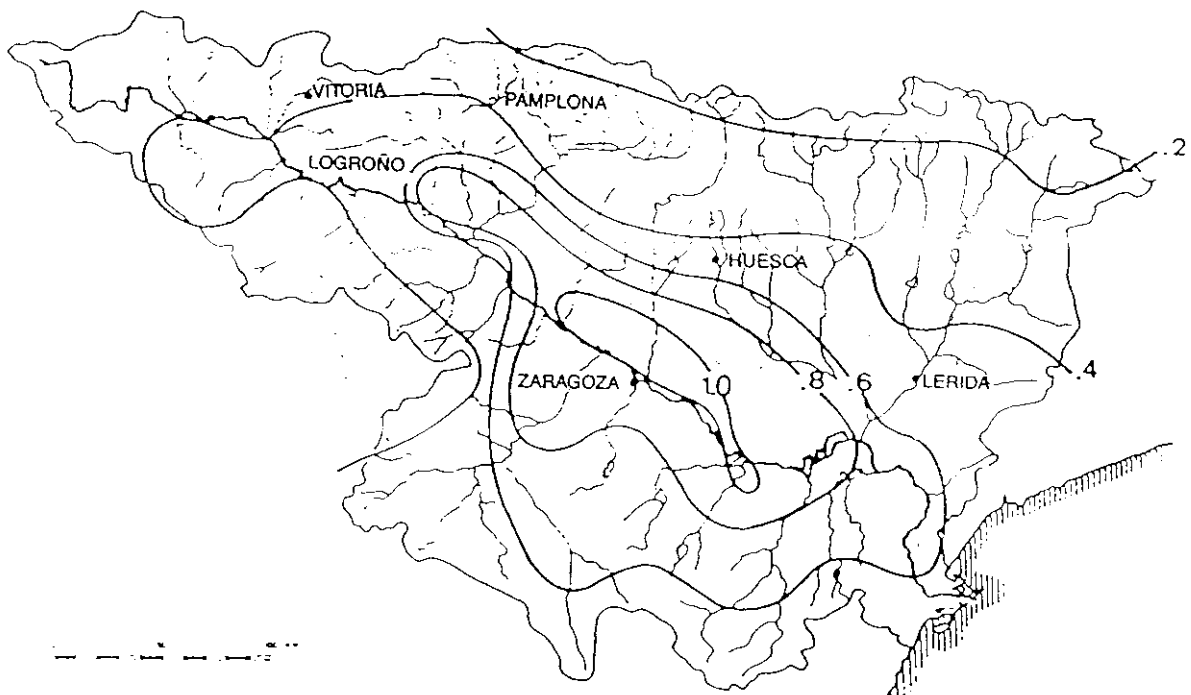 VITORIA
PAMPLONA
.2
LOGROÑO
HUESCA
.4
ZARAGOZA
1.0
.8
.6
LERIDA